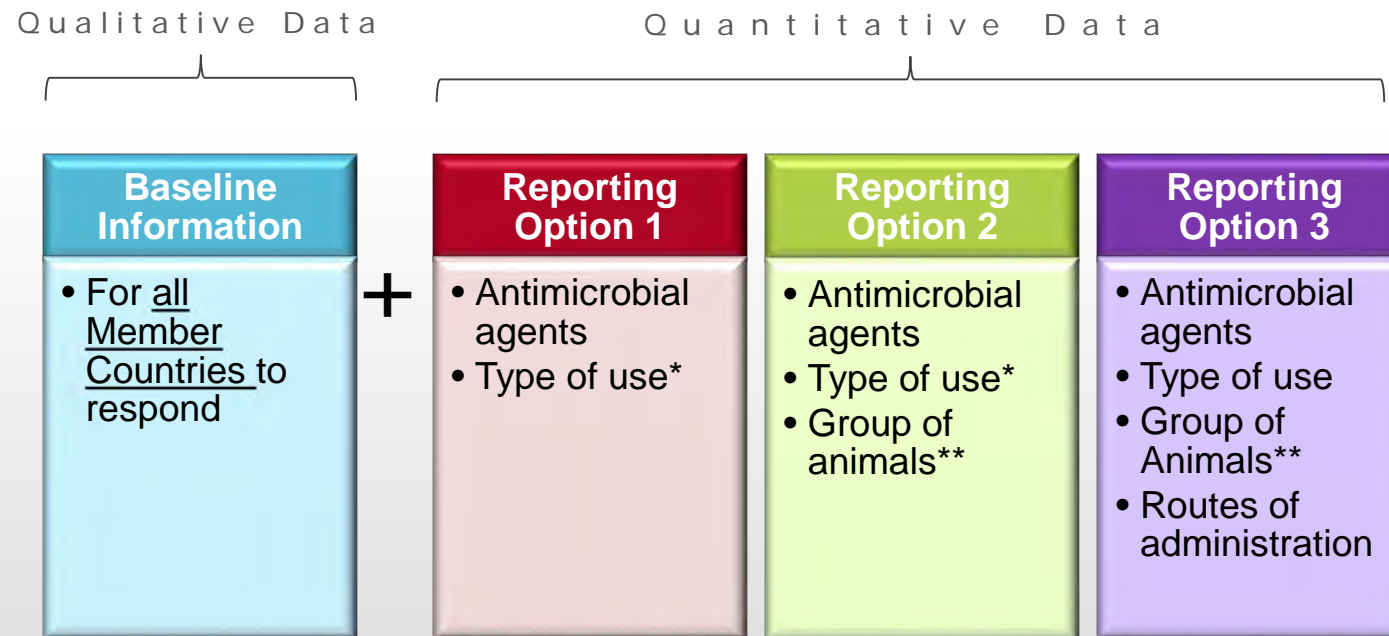 Qualitative Data
Quantitative Data
Baseline
Information
• For all
Member
Countries to
respond
+
Reporting
Option 1
• Antimicrobial
agents
• Type of use*
Reporting
Option 2
• Antimicrobial
agents
• Type of use*
• Group of
animals**
Reporting
Option 3
• Antimicrobial
agents
• Type of use
• Group of
Animals**
• Routes of
administration